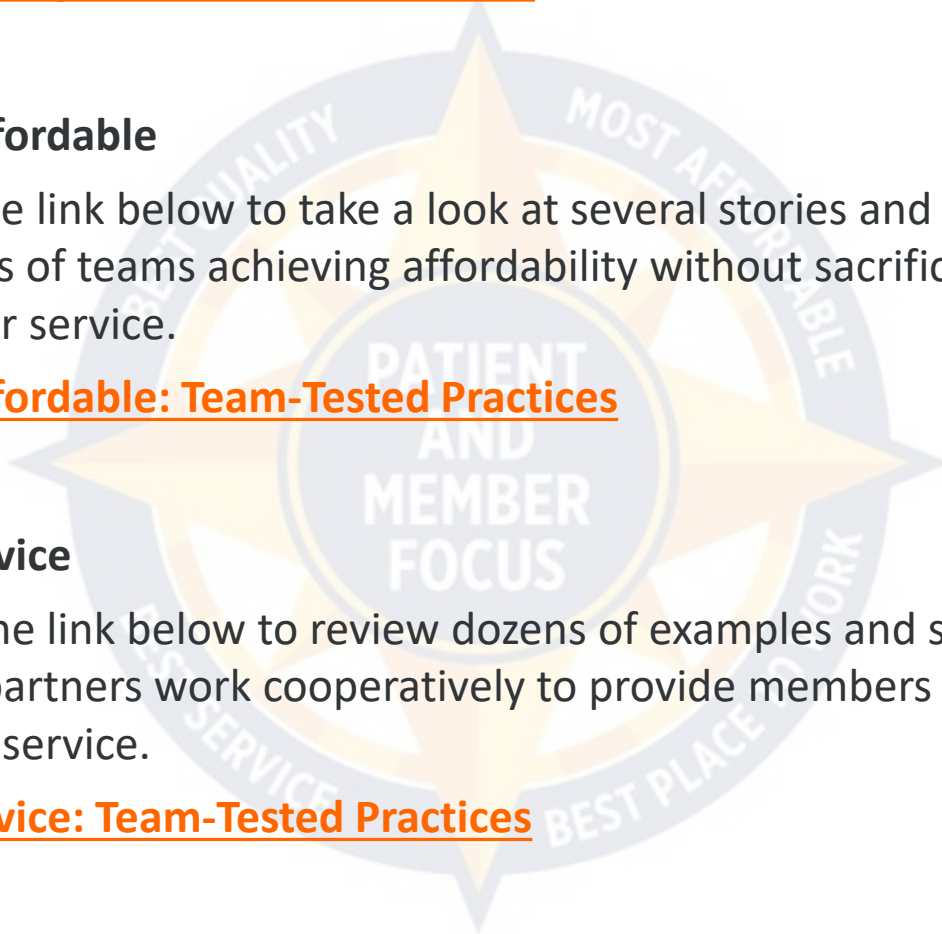 fordable
e link below to take a look at several stories and
s of teams achieving affordability without sacrific
r service.
fordable: Team-Tested Practices
vice
he link below to review dozens of examples and s
partners work cooperatively to provide members
service.
vice: Team-Tested Practices
BEST QUALITY
MOST AFFORDABLE
PATIENT
AND
MEMBER
FOCUS
BEST SERVICE
BEST PLACE TO WORK